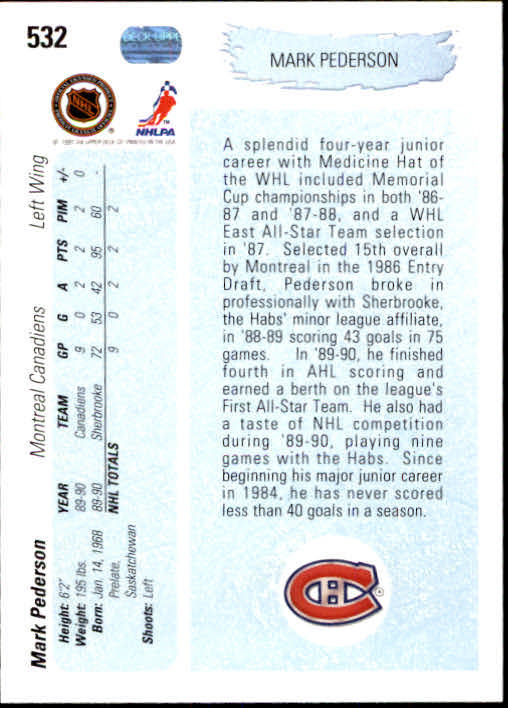 532
UPPER DECK
MARK PEDERSON
NHL
NHLPA
A splendid four-year junior
career with Medicine Hat of
the WHL included Memorial
Cup championships in both '86-
87 and '87-88, and a WHL
East All-Star Team selection
in '87. Selected 15th overall
by Montreal in the 1986 Entry
Draft, Pederson broke in
professionally with Sherbrooke,
the Habs' minor league affiliate,
in '88-89 scoring 43 goals in 75
games. In '89-90, he finished
fourth in AHL scoring and
earned a berth on the league's
First All-Star Team. He also had
a taste of NHL competition
during '89-90, playing nine
games with the Habs. Since
beginning his major junior career
in 1984, he has never scored
less than 40 goals in a season.
Mark Pederson Montreal Canadiens Left Wing
Height: 6'2"
Weight: 195 lbs.
Born: Jan. 14, 1968
Prelate,
Saskatchewan
Shoots: Left
YEAR TEAM GP G A PTS PIM +/-
89-90 Canadiens 9 0 2 2 2 0
89-90 Sherbrooke 72 53 42 95 60 -
NHL TOTALS 9 0 2 2 2